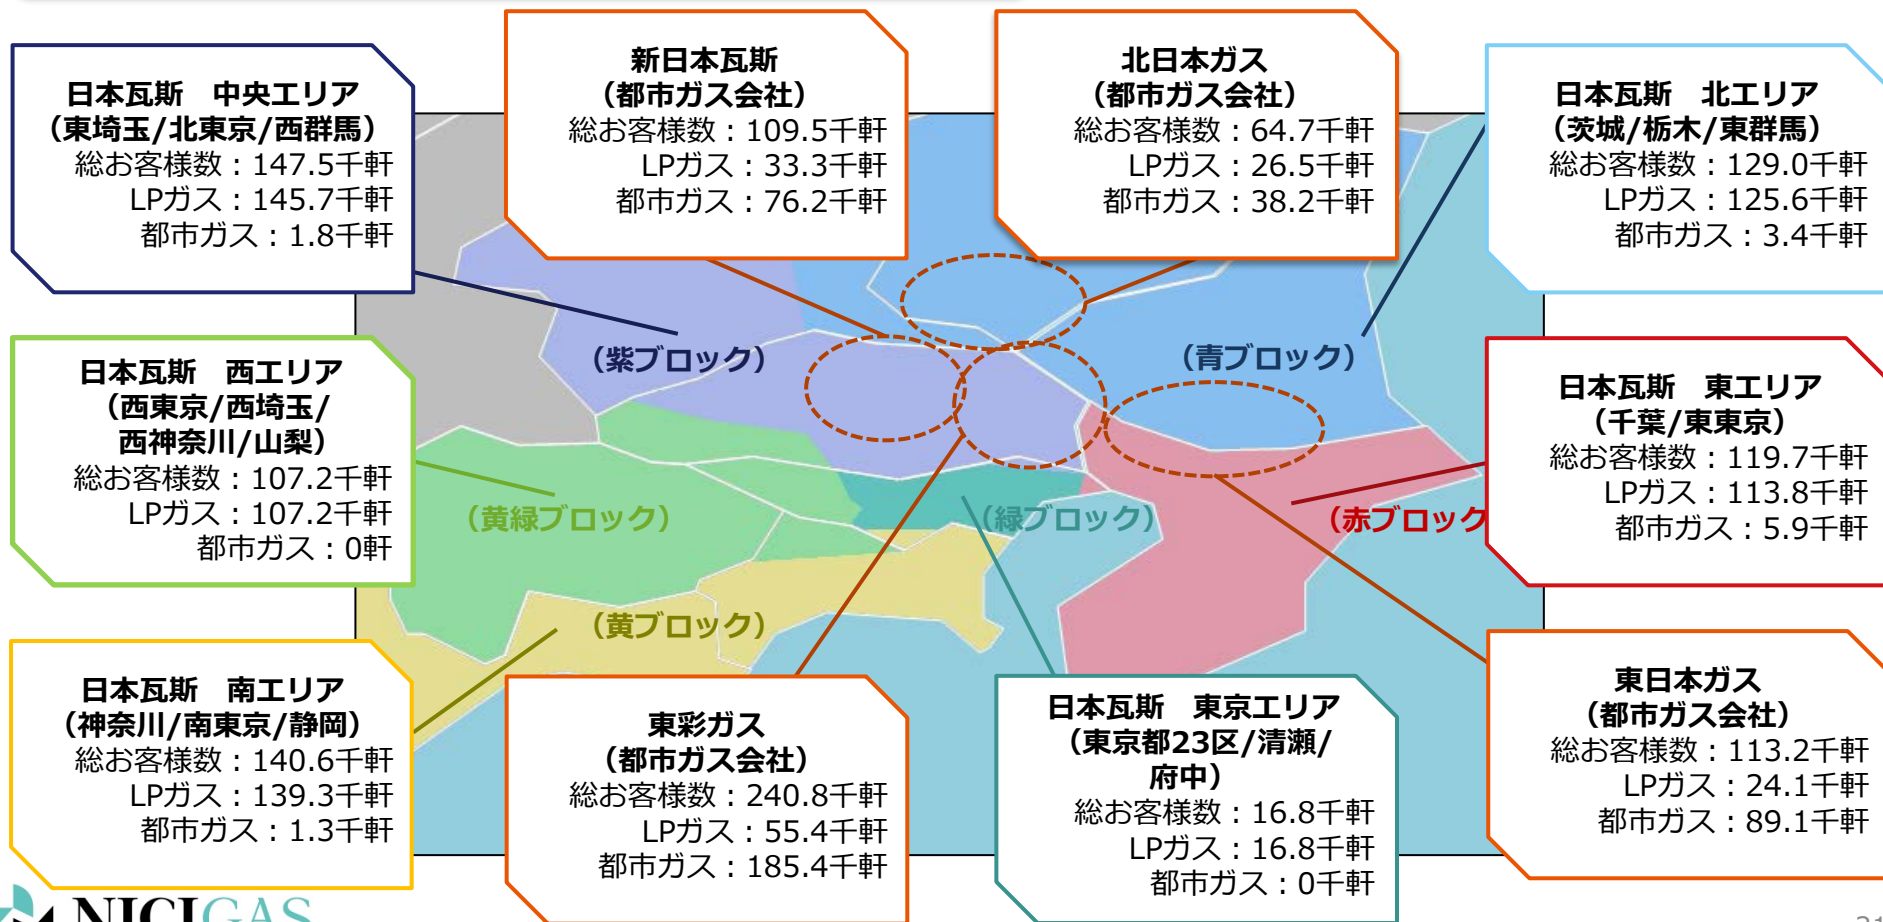 日本瓦斯　中央エリア
（東埼玉/北東京/西群馬）
総お客様数：147.5千軒
LPガス：145.7千軒
都市ガス：1.8千軒
新日本瓦斯
（都市ガス会社）
総お客様数：109.5千軒
LPガス：33.3千軒
都市ガス：76.2千軒
北日本ガス
（都市ガス会社）
総お客様数：64.7千軒
LPガス：26.5千軒
都市ガス：38.2千軒
日本瓦斯　北エリア
（茨城/栃木/東群馬）
総お客様数：129.0千軒
LPガス：125.6千軒
都市ガス：3.4千軒
（紫ブロック）
（青ブロック）
日本瓦斯　西エリア
（西東京/西埼玉/
西神奈川/山梨）
総お客様数：107.2千軒
LPガス：107.2千軒
都市ガス：0軒
日本瓦斯　東エリア
（千葉/東東京）
総お客様数：119.7千軒
LPガス：113.8千軒
都市ガス：5.9千軒
（黄緑ブロック）
（緑ブロック）
（赤ブロック
（黄ブロック）
日本瓦斯　南エリア
（神奈川/南東京/静岡）
総お客様数：140.6千軒
LPガス：139.3千軒
都市ガス：1.3千軒
東彩ガス
（都市ガス会社）
総お客様数：240.8千軒
LPガス：55.4千軒
都市ガス：185.4千軒
日本瓦斯　東京エリア
（東京都23区/清瀬/
府中）
総お客様数：16.8千軒
LPガス：16.8千軒
都市ガス：0千軒
東日本ガス
（都市ガス会社）
総お客様数：113.2千軒
LPガス：24.1千軒
都市ガス：89.1千軒
NICIGAS